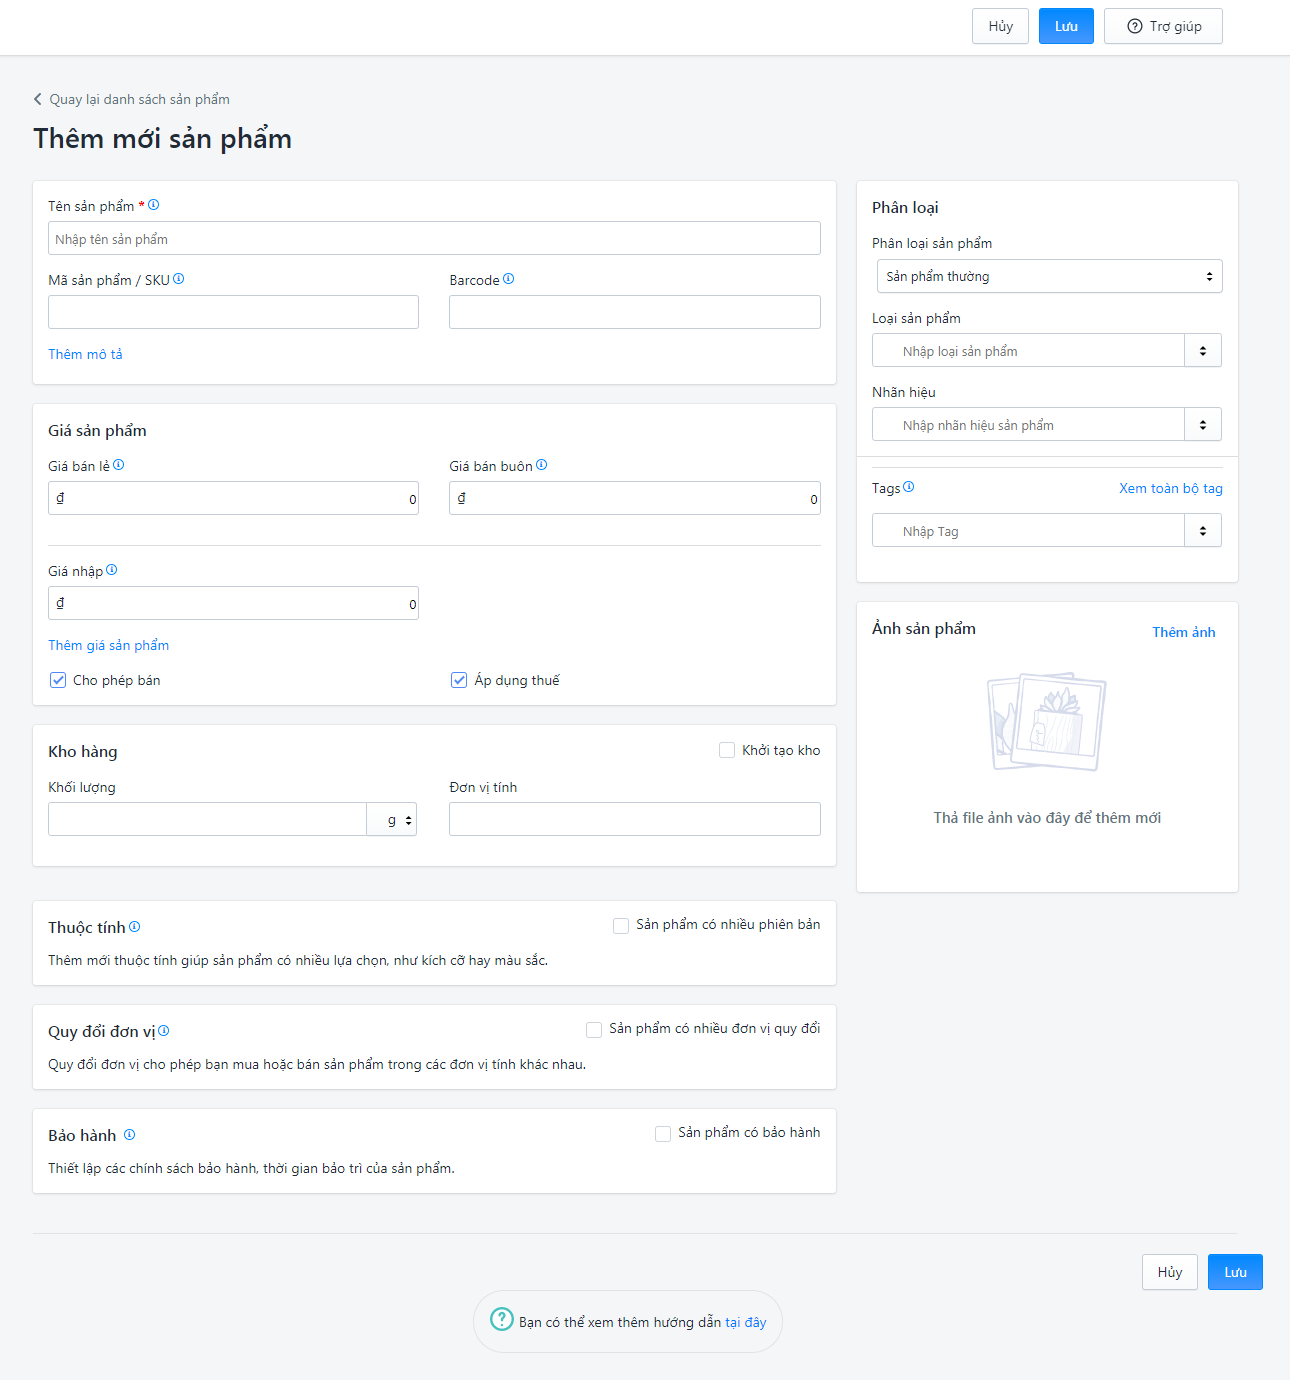 Hủy
Lưu
Trợ giúp
Quay lại danh sách sản phẩm
Thêm mới sản phẩm
Tên sản phẩm *
Nhập tên sản phẩm
Mã sản phẩm / SKU
Barcode
Thêm mô tả
Giá sản phẩm
Giá bán lẻ
Giá bán buôn
₫ 0
₫ 0
Giá nhập
₫ 0
Thêm giá sản phẩm
Cho phép bán
Áp dụng thuế
Kho hàng
Khởi tạo kho
Khối lượng
Đơn vị tính
g
Thuộc tính
Sản phẩm có nhiều phiên bản
Thêm mới thuộc tính giúp sản phẩm có nhiều lựa chọn, như kích cỡ hay màu sắc.
Quy đổi đơn vị
Sản phẩm có nhiều đơn vị quy đổi
Quy đổi đơn vị cho phép bạn mua hoặc bán sản phẩm trong các đơn vị tính khác nhau.
Bảo hành
Sản phẩm có bảo hành
Thiết lập các chính sách bảo hành, thời gian bảo trì của sản phẩm.
Phân loại
Phân loại sản phẩm
Sản phẩm thường
Loại sản phẩm
Nhập loại sản phẩm
Nhãn hiệu
Nhập nhãn hiệu sản phẩm
Tags
Xem toàn bộ tag
Nhập Tag
Ảnh sản phẩm
Thêm ảnh
Thả file ảnh vào đây để thêm mới
Hủy
Lưu
Bạn có thể xem thêm hướng dẫn tại đây